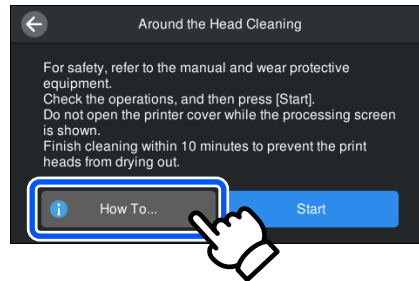 Around the Head Cleaning
For safety, refer to the manual and wear protective
equipment.
Check the operations, and then press [Start].
Do not open the printer cover while the processing screen
is shown.
Finish cleaning within 10 minutes to prevent the print
heads from drying out.
i How To... Start